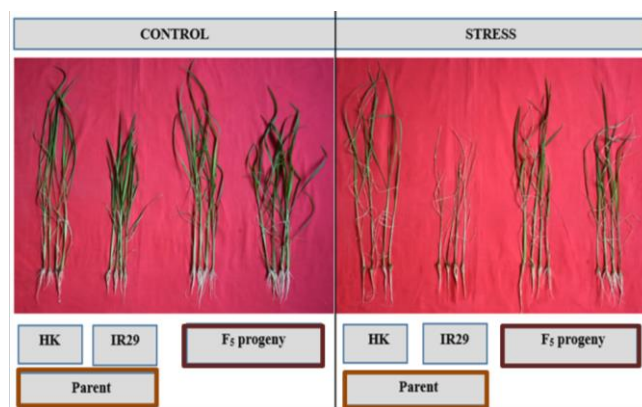 CONTROL
STRESS
HK
IR29
F₅ progeny
Parent
HK
IR29
F₅ progeny
Parent